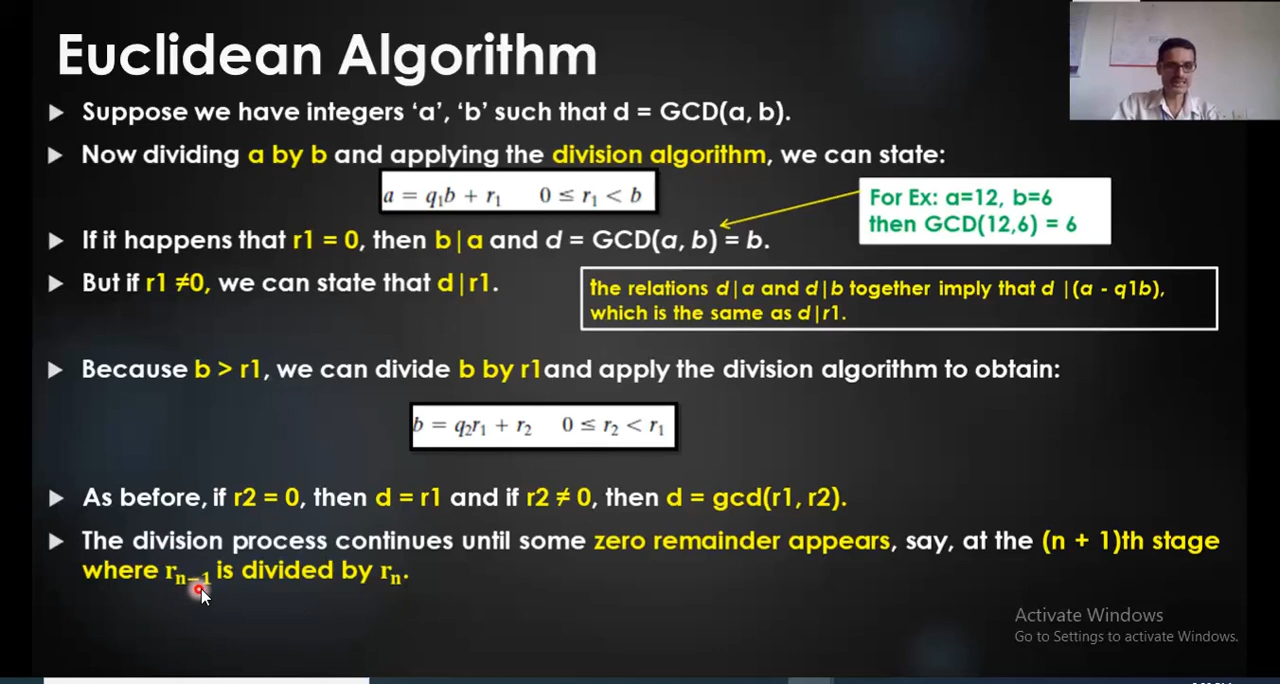 Euclidean Algorithm
Suppose we have integers ‘a’, ‘b’ such that d = GCD(a, b).
Now dividing a by b and applying the division algorithm, we can state:
a = q₁b + r₁ 0 ≤ r₁ < b
For Ex: a=12, b=6
then GCD(12,6) = 6
If it happens that r1 = 0, then b|a and d = GCD(a, b) = b.
But if r1 ≠0, we can state that d|r1.
the relations d|a and d|b together imply that d |(a - q1b),
which is the same as d|r1.
Because b > r1, we can divide b by r1and apply the division algorithm to obtain:
b = q₂r₁ + r₂ 0 ≤ r₂ < r₁
As before, if r2 = 0, then d = r1 and if r2 ≠ 0, then d = gcd(r1, r2).
The division process continues until some zero remainder appears, say, at the (n + 1)th stage
where rₙ₋₁ is divided by rₙ.
Activate Windows
Go to Settings to activate Windows.